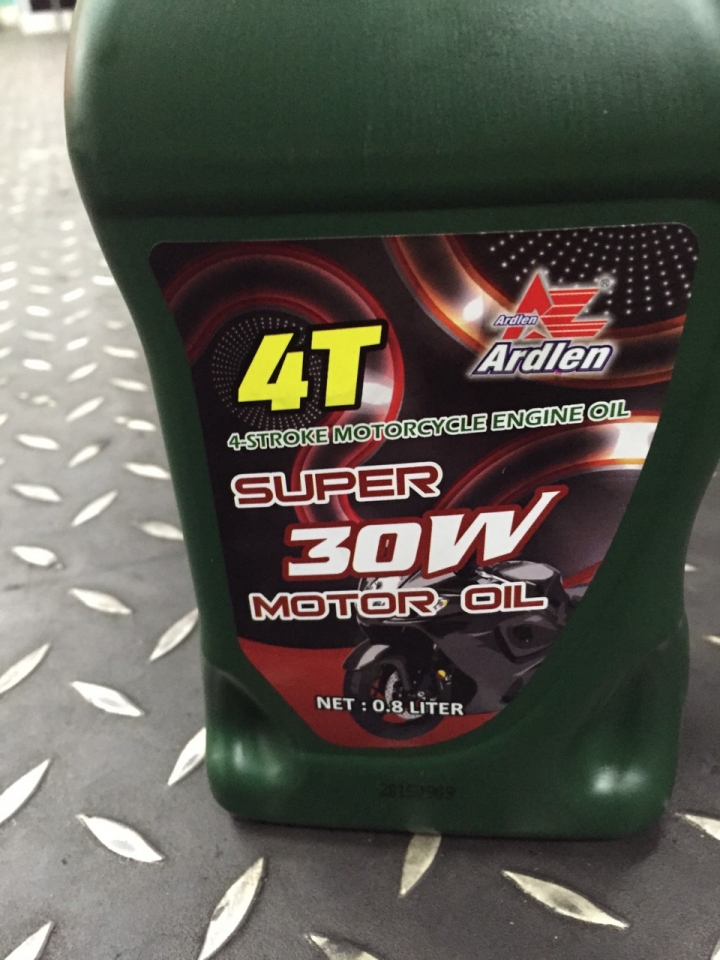 Ardlen
®
Ardlen
4T
4-STROKE MOTORCYCLE ENGINE OIL
SUPER
30W
MOTOR OIL
NET : 0.8 LITER